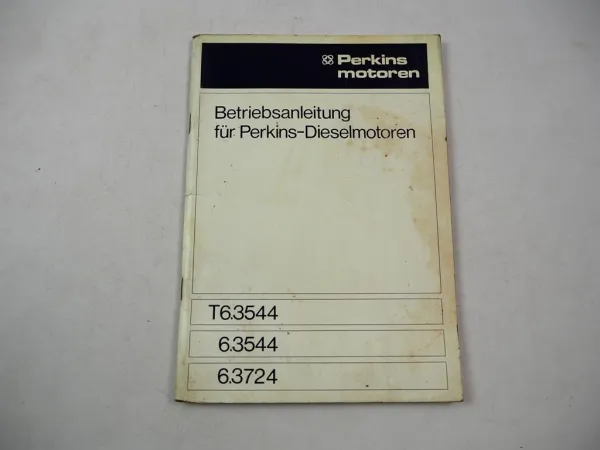 Perkins
motoren
Betriebsanleitung
für Perkins-Dieselmotoren
T6.3544
6.3544
6.3724